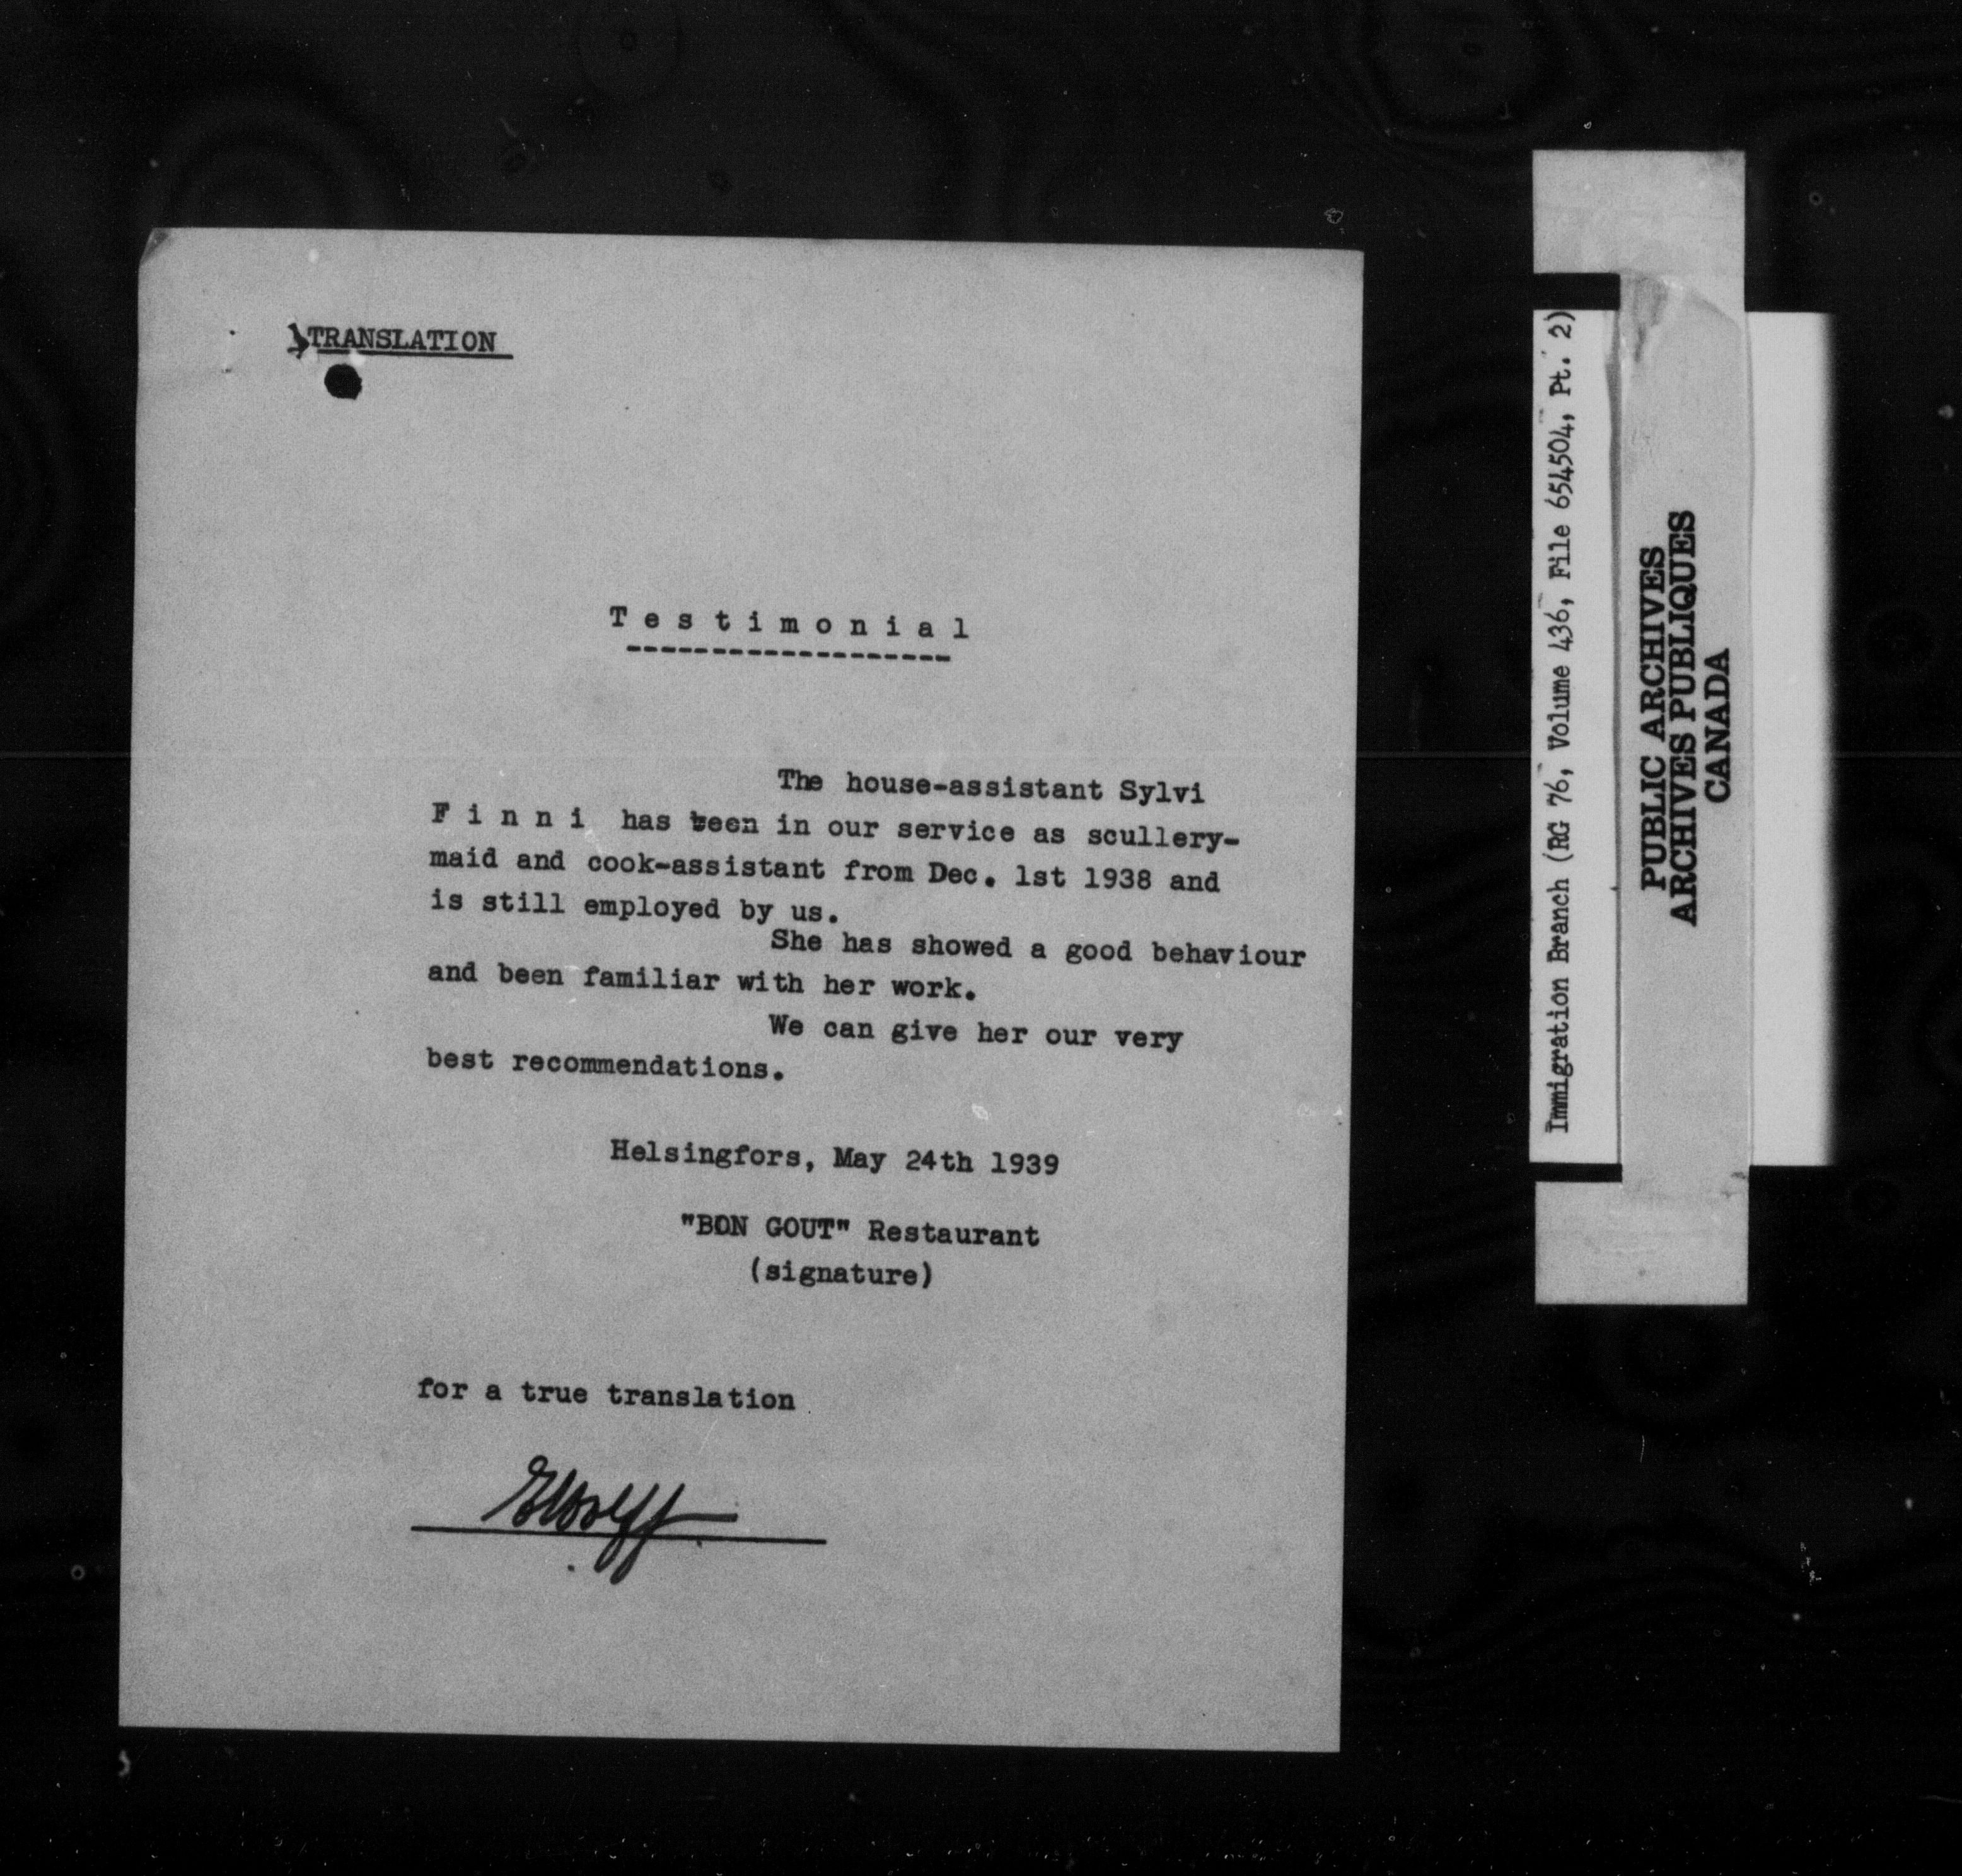 TRANSLATION
Testimonial
The house-assistant Sylvi
F i n n i has been in our service as scullery-
maid and cook-assistant from Dec. 1st 1938 and
is still employed by us.
She has showed a good behaviour
and been familiar with her work.
We can give her our very
best recommendations.
Helsingfors, May 24th 1939
"BON GOUT" Restaurant
(signature)
for a true translation
Immigration Branch (RG 76, Volume 436, File 654504, Pt. 2)
PUBLIC ARCHIVES
ARCHIVES PUBLIQUES
CANADA